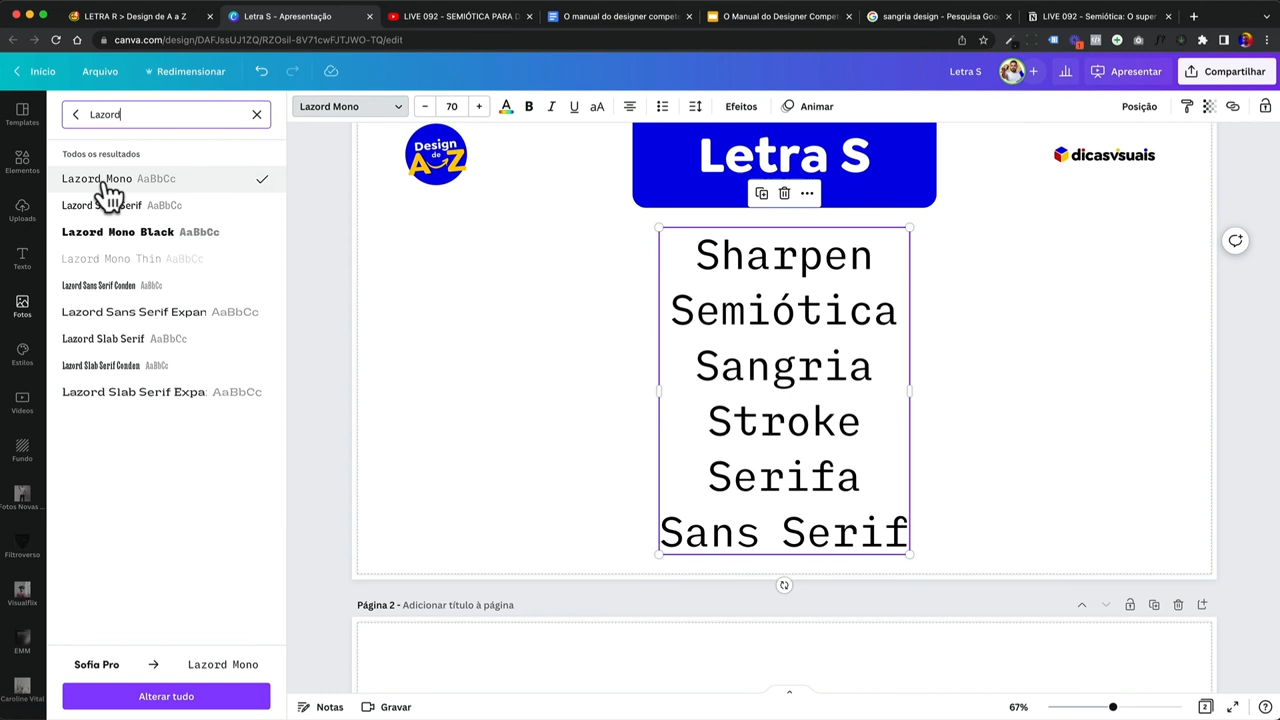 LETRA R > Design de A a Z
Letra S - Apresentação
LIVE 092 - SEMIÓTICA PARA D
O manual do designer compet
O Manual do Designer Compet
sangria design - Pesquisa Goo
LIVE 092 - Semiótica: O super
canva.com/design/DAFJssUJ1ZQ/RZOsil-8V71cwFJTJWO-TQ/edit
Início
Arquivo
Redimensionar
Letra S
Apresentar
Compartilhar
Templates
Elementos
Uploads
Texto
Fotos
Estilos
Vídeos
Fundo
Fotos Novas ...
Filtroverso
Visualflix
EMM
Caroline Vital
Lazord
Todos os resultados
Lazord Mono AaBbCc
Lazord Serif AaBbCc
Lazord Mono Black AaBbCc
Lazord Mono Thin AaBbCc
Lazord Sans Serif Conden AaBbCc
Lazord Sans Serif Expan AaBbCc
Lazord Slab Serif AaBbCc
Lazord Slab Serif Conden AaBbCc
Lazord Slab Serif Expa AaBbCc
Sofia Pro → Lazord Mono
Alterar tudo
Lazord Mono
– 70 +
A B I U aA
Efeitos
Animar
Posição
Design de A Z
Letra S
dicasvisuais
Sharpen
Semiótica
Sangria
Stroke
Serifa
Sans Serif
Página 2 - Adicionar título à página
Notas
Gravar
67%
2